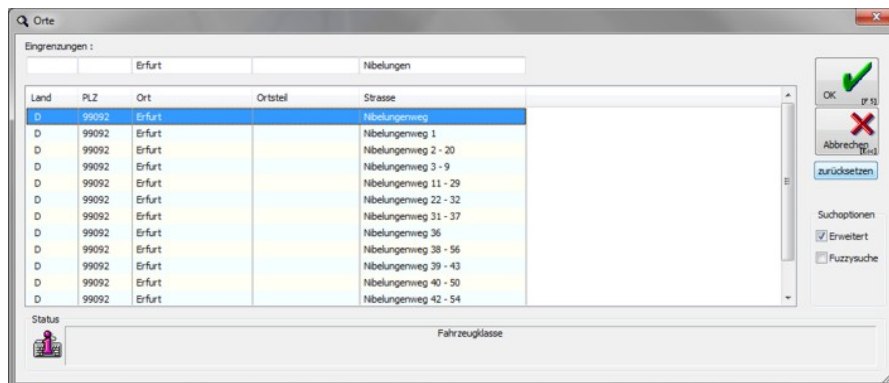 Orte
Eingrenzungen :
Erfurt Nibelungen
Land PLZ Ort Ortsteil Strasse
D 99092 Erfurt Nibelungenweg
D 99092 Erfurt Nibelungenweg 1
D 99092 Erfurt Nibelungenweg 2 - 20
D 99092 Erfurt Nibelungenweg 3 - 9
D 99092 Erfurt Nibelungenweg 11 - 29
D 99092 Erfurt Nibelungenweg 22 - 32
D 99092 Erfurt Nibelungenweg 31 - 37
D 99092 Erfurt Nibelungenweg 36
D 99092 Erfurt Nibelungenweg 38 - 56
D 99092 Erfurt Nibelungenweg 39 - 43
D 99092 Erfurt Nibelungenweg 40 - 50
D 99092 Erfurt Nibelungenweg 42 - 54
OK [F 5]
Abbrechen [Esc]
zurücksetzen
Suchoptionen
Erweitert
Fuzzysuche
Status
Fahrzeugklasse